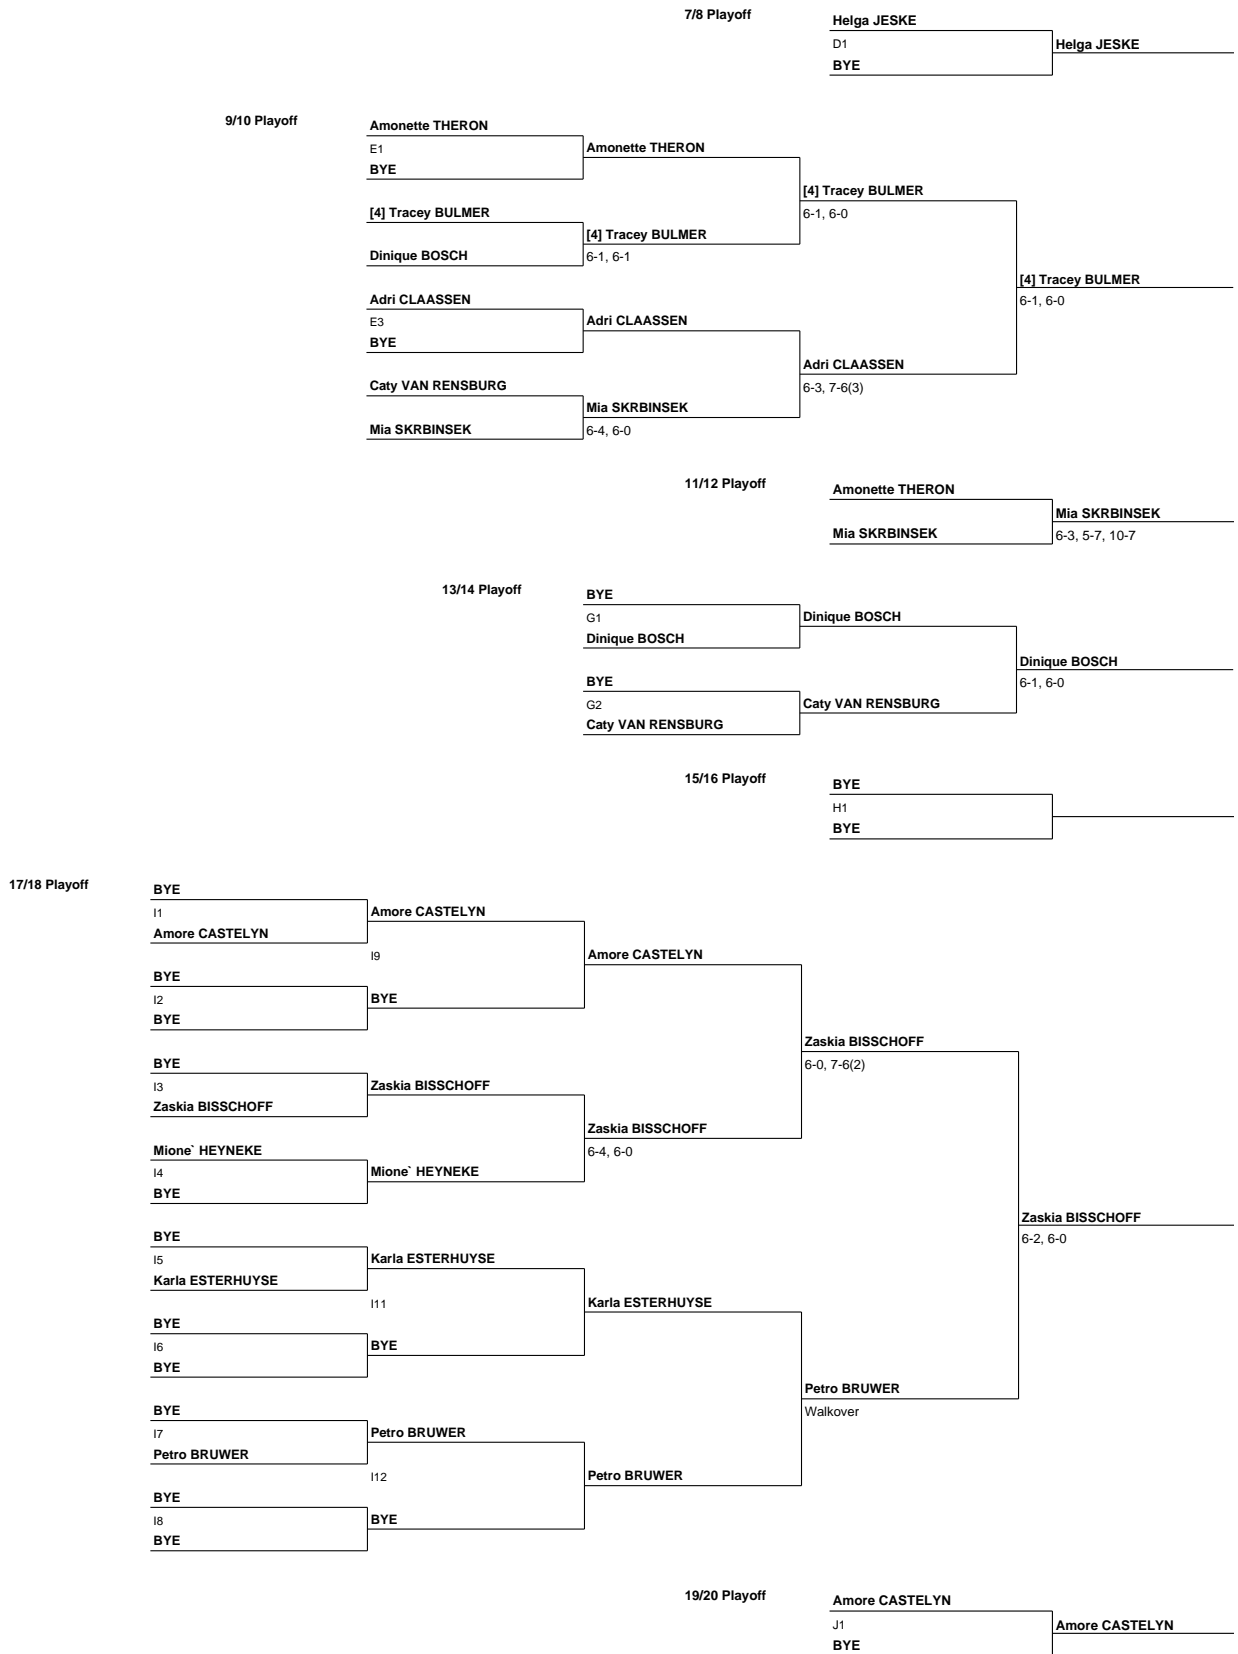 7/8 Playoff
Helga JESKE
D1
Helga JESKE
BYE
9/10 Playoff
Amonette THERON
E1
Amonette THERON
BYE
[4] Tracey BULMER
6-1, 6-0
[4] Tracey BULMER
[4] Tracey BULMER
Dinique BOSCH
6-1, 6-1
[4] Tracey BULMER
6-1, 6-0
Adri CLAASSEN
E3
Adri CLAASSEN
BYE
Adri CLAASSEN
6-3, 7-6(3)
Caty VAN RENSBURG
Mia SKRBINSEK
Mia SKRBINSEK
6-4, 6-0
11/12 Playoff
Amonette THERON
Mia SKRBINSEK
Mia SKRBINSEK
6-3, 5-7, 10-7
13/14 Playoff
BYE
G1
Dinique BOSCH
Dinique BOSCH
Dinique BOSCH
6-1, 6-0
BYE
G2
Caty VAN RENSBURG
Caty VAN RENSBURG
15/16 Playoff
BYE
H1
BYE
17/18 Playoff
BYE
I1
Amore CASTELYN
Amore CASTELYN
I9
Amore CASTELYN
BYE
I2
BYE
BYE
Zaskia BISSCHOFF
6-0, 7-6(2)
BYE
I3
Zaskia BISSCHOFF
Zaskia BISSCHOFF
Zaskia BISSCHOFF
6-4, 6-0
Mione` HEYNEKE
I4
Mione` HEYNEKE
BYE
Zaskia BISSCHOFF
6-2, 6-0
BYE
I5
Karla ESTERHUYSE
Karla ESTERHUYSE
I11
Karla ESTERHUYSE
BYE
I6
BYE
BYE
Petro BRUWER
Walkover
BYE
I7
Petro BRUWER
Petro BRUWER
I12
Petro BRUWER
BYE
I8
BYE
BYE
19/20 Playoff
Amore CASTELYN
J1
Amore CASTELYN
BYE